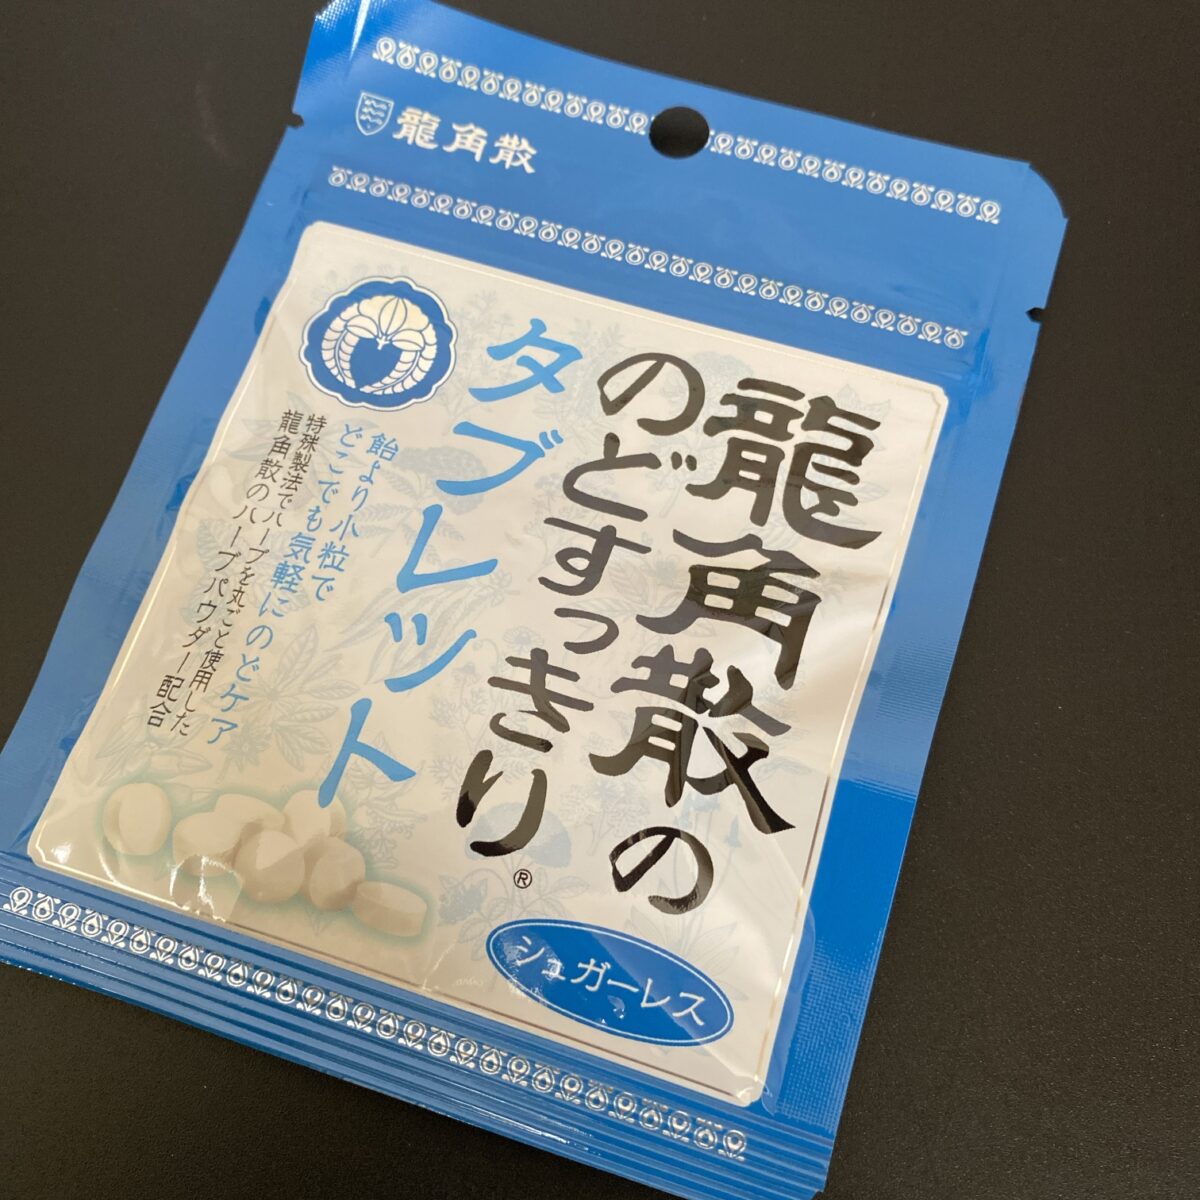 龍角散
龍角散の
のどすっきり®
タブレット
飴より小粒で
どこでも気軽にのどケア
特殊製法でハーブを丸ごと使用した
龍角散のハーブパウダー配合
シュガーレス